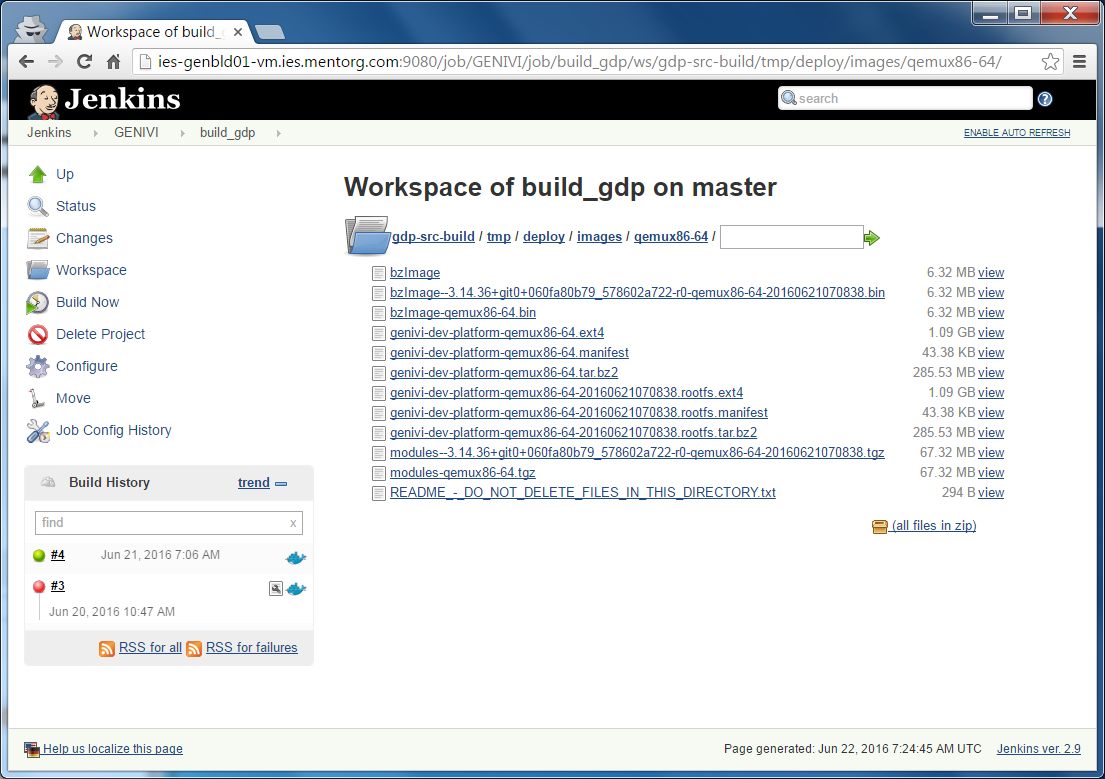 Workspace of build_
ies-genbld01-vm.ies.mentorg.com:9080/job/GENIVI/job/build_gdp/ws/gdp-src-build/tmp/deploy/images/qemux86-64/
Jenkins
search
Jenkins GENIVI build_gdp
ENABLE AUTO REFRESH
Up
Status
Changes
Workspace
Build Now
Delete Project
Configure
Move
Job Config History
Build History trend
find x
#4 Jun 21, 2016 7:06 AM
#3
Jun 20, 2016 10:47 AM
RSS for all RSS for failures
Workspace of build_gdp on master
gdp-src-build / tmp / deploy / images / qemux86-64 /
bzImage 6.32 MB view
bzImage--3.14.36+git0+060fa80b79_578602a722-r0-qemux86-64-20160621070838.bin 6.32 MB view
bzImage-qemux86-64.bin 6.32 MB view
genivi-dev-platform-qemux86-64.ext4 1.09 GB view
genivi-dev-platform-qemux86-64.manifest 43.38 KB view
genivi-dev-platform-qemux86-64.tar.bz2 285.53 MB view
genivi-dev-platform-qemux86-64-20160621070838.rootfs.ext4 1.09 GB view
genivi-dev-platform-qemux86-64-20160621070838.rootfs.manifest 43.38 KB view
genivi-dev-platform-qemux86-64-20160621070838.rootfs.tar.bz2 285.53 MB view
modules--3.14.36+git0+060fa80b79_578602a722-r0-qemux86-64-20160621070838.tgz 67.32 MB view
modules-qemux86-64.tgz 67.32 MB view
README_-_DO_NOT_DELETE_FILES_IN_THIS_DIRECTORY.txt 294 B view
(all files in zip)
Help us localize this page
Page generated: Jun 22, 2016 7:24:45 AM UTC Jenkins ver. 2.9